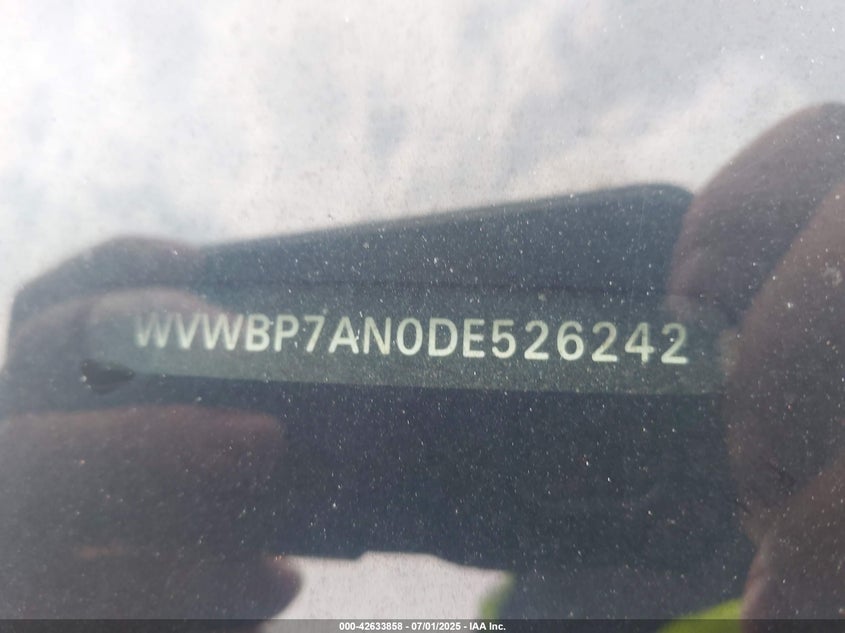 WVWBP7AN0DE526242
000-42633858 - 07/01/2025 - IAA Inc.